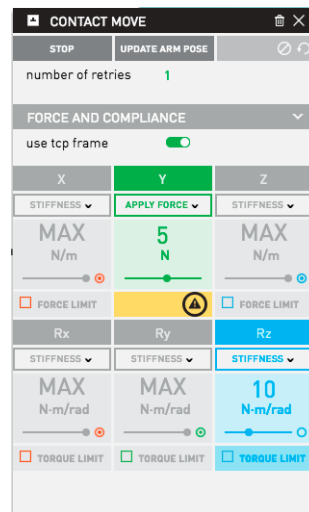 CONTACT MOVE
STOP UPDATE ARM POSE
number of retries 1
FORCE AND COMPLIANCE
use tcp frame
X Y Z
STIFFNESS APPLY FORCE STIFFNESS
MAX 5 MAX
N/m N N/m
FORCE LIMIT FORCE LIMIT
Rx Ry Rz
STIFFNESS STIFFNESS STIFFNESS
MAX MAX 10
N·m/rad N·m/rad N·m/rad
TORQUE LIMIT TORQUE LIMIT TORQUE LIMIT